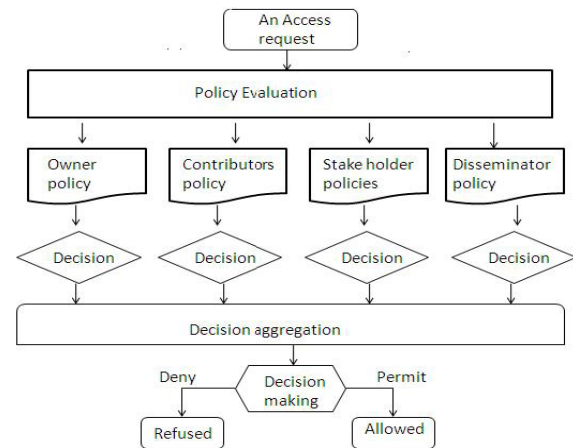 An Access
request
Policy Evaluation
Owner
policy
Contributors
policy
Stake holder
policies
Disseminator
policy
Decision
Decision
Decision
Decision
Decision aggregation
Deny
Decision
making
Permit
Refused
Allowed